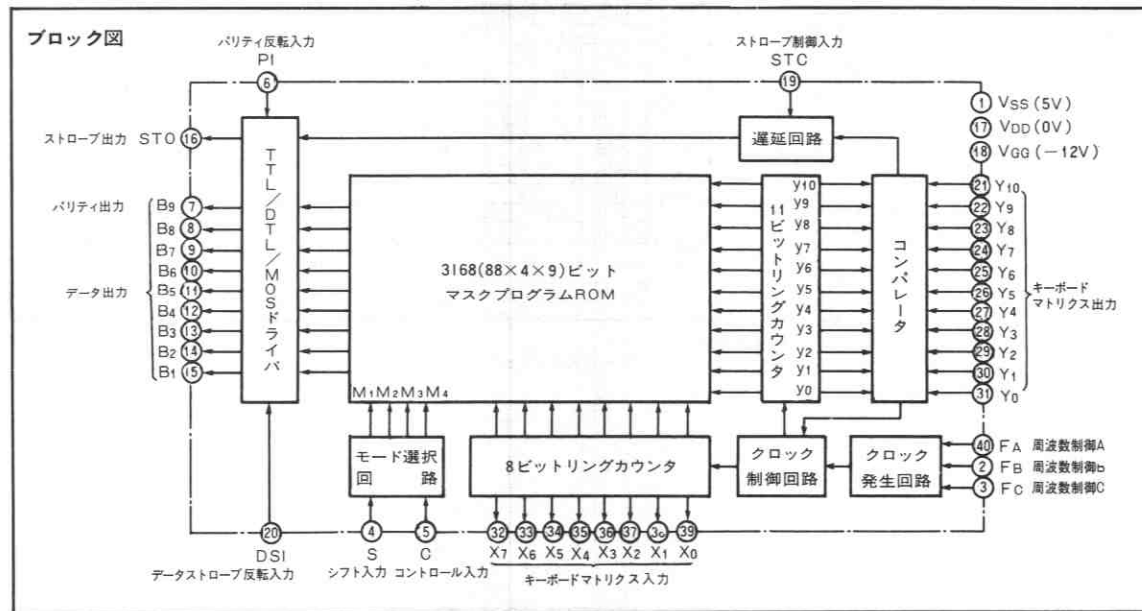 ブロック図
パリティ反転入力
PI
6
ストローブ制御入力
STC
19
ストローブ出力 STO 16
TTL/DTL/MOSドライバ
遅延回路
1 VSS(5V)
17 VDD(0V)
18 VGG(-12V)
パリティ出力
データ出力
B9 7
B8 8
B7 9
B6 10
B5 11
B4 12
B3 13
B2 14
B1 15
3168(88×4×9)ビット
マスクプログラムROM
M1 M2 M3 M4
11ビットリングカウンタ
y10
y9
y8
y7
y6
y5
y4
y3
y2
y1
y0
コンパレータ
21 Y10
22 Y9
23 Y8
24 Y7
25 Y6
26 Y5
27 Y4
28 Y3
29 Y2
30 Y1
31 Y0
キーボード
マトリクス出力
モード選択
回 路
8ビットリングカウンタ
クロック
制御回路
クロック
発生回路
40 FA 周波数制御A
2 FB 周波数制御b
3 FC 周波数制御C
20 4 5 32 33 34 35 36 37 39
DSI S C X7 X6 X5 X4 X3 X2 X1 X0
データストローブ反転入力 シフト入力 コントロール入力 キーボードマトリクス入力